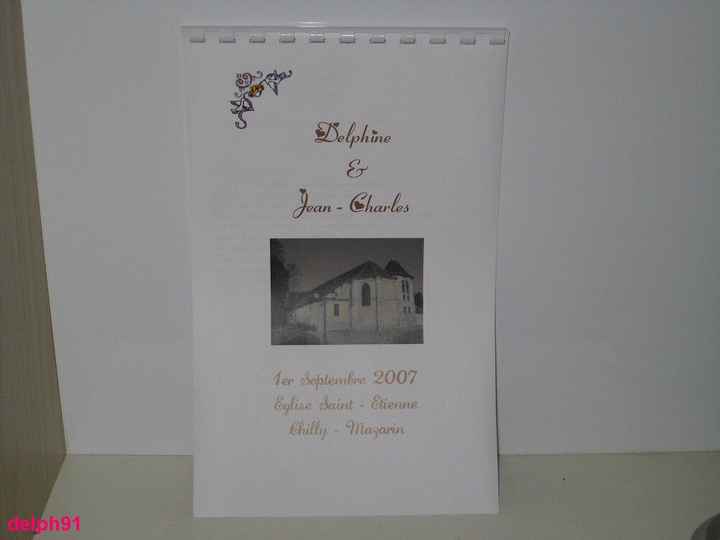 Delphine
&
Jean - Charles
1er Septembre 2007
Eglise Saint - Etienne
Chilly - Mazarin
delph91